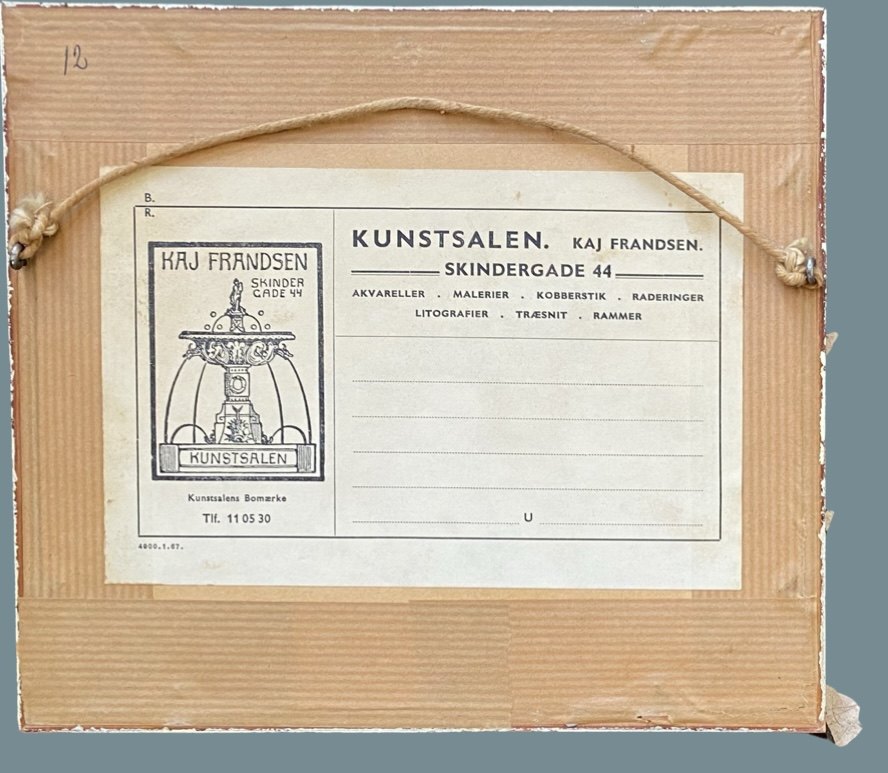 12
B.
R.
KAJ FRANDSEN
SKINDER
GADE 44
KUNSTSALEN
Kunstsalens Bomærke
Tlf. 11 05 30
4000.1.67.
KUNSTSALEN. KAJ FRANDSEN.
SKINDERGADE 44
AKVARELLER . MALERIER . KOBBERSTIK . RADERINGER
LITOGRAFIER . TRÆSNIT . RAMMER
U